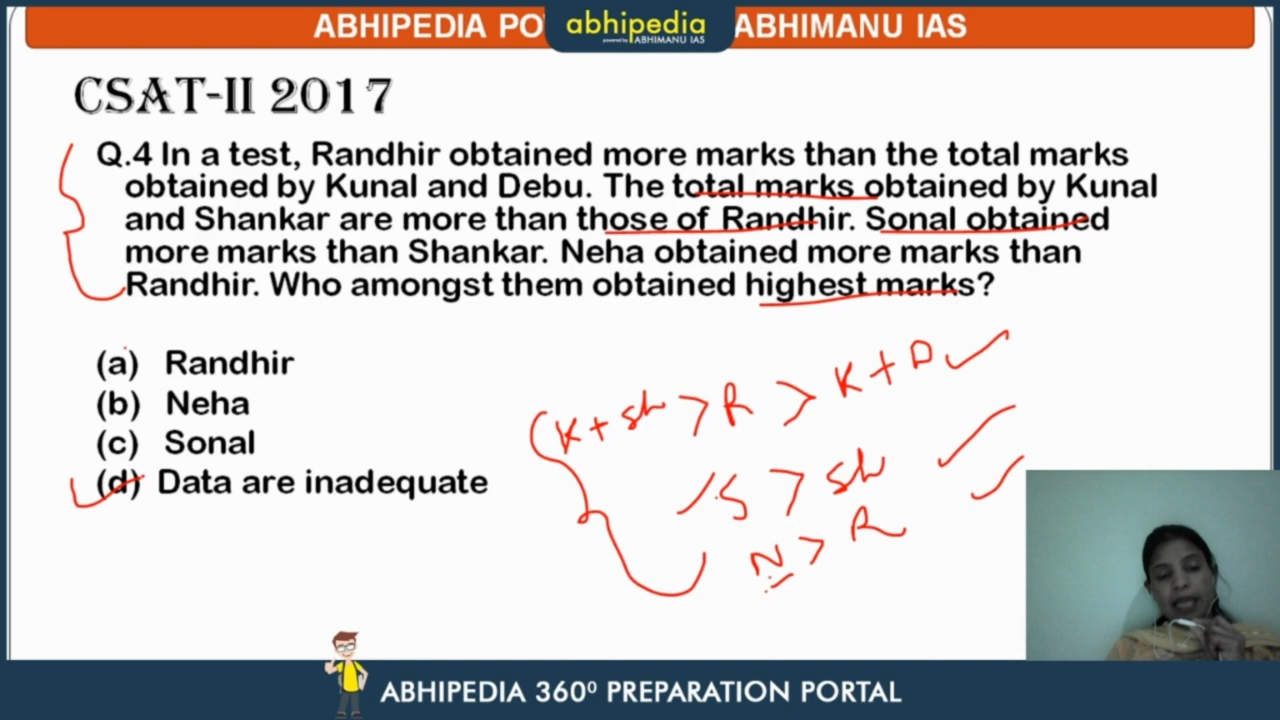 ABHIPEDIA PO
abhipedia
powered by ABHIMANU IAS
ABHIMANU IAS
CSAT-II 2017
Q.4 In a test, Randhir obtained more marks than the total marks
obtained by Kunal and Debu. The total marks obtained by Kunal
and Shankar are more than those of Randhir. Sonal obtained
more marks than Shankar. Neha obtained more marks than
Randhir. Who amongst them obtained highest marks?
(a) Randhir
(b) Neha
(c) Sonal
(d) Data are inadequate
K + Sh > R > K + D
S > Sh
N > R
ABHIPEDIA 360⁰ PREPARATION PORTAL